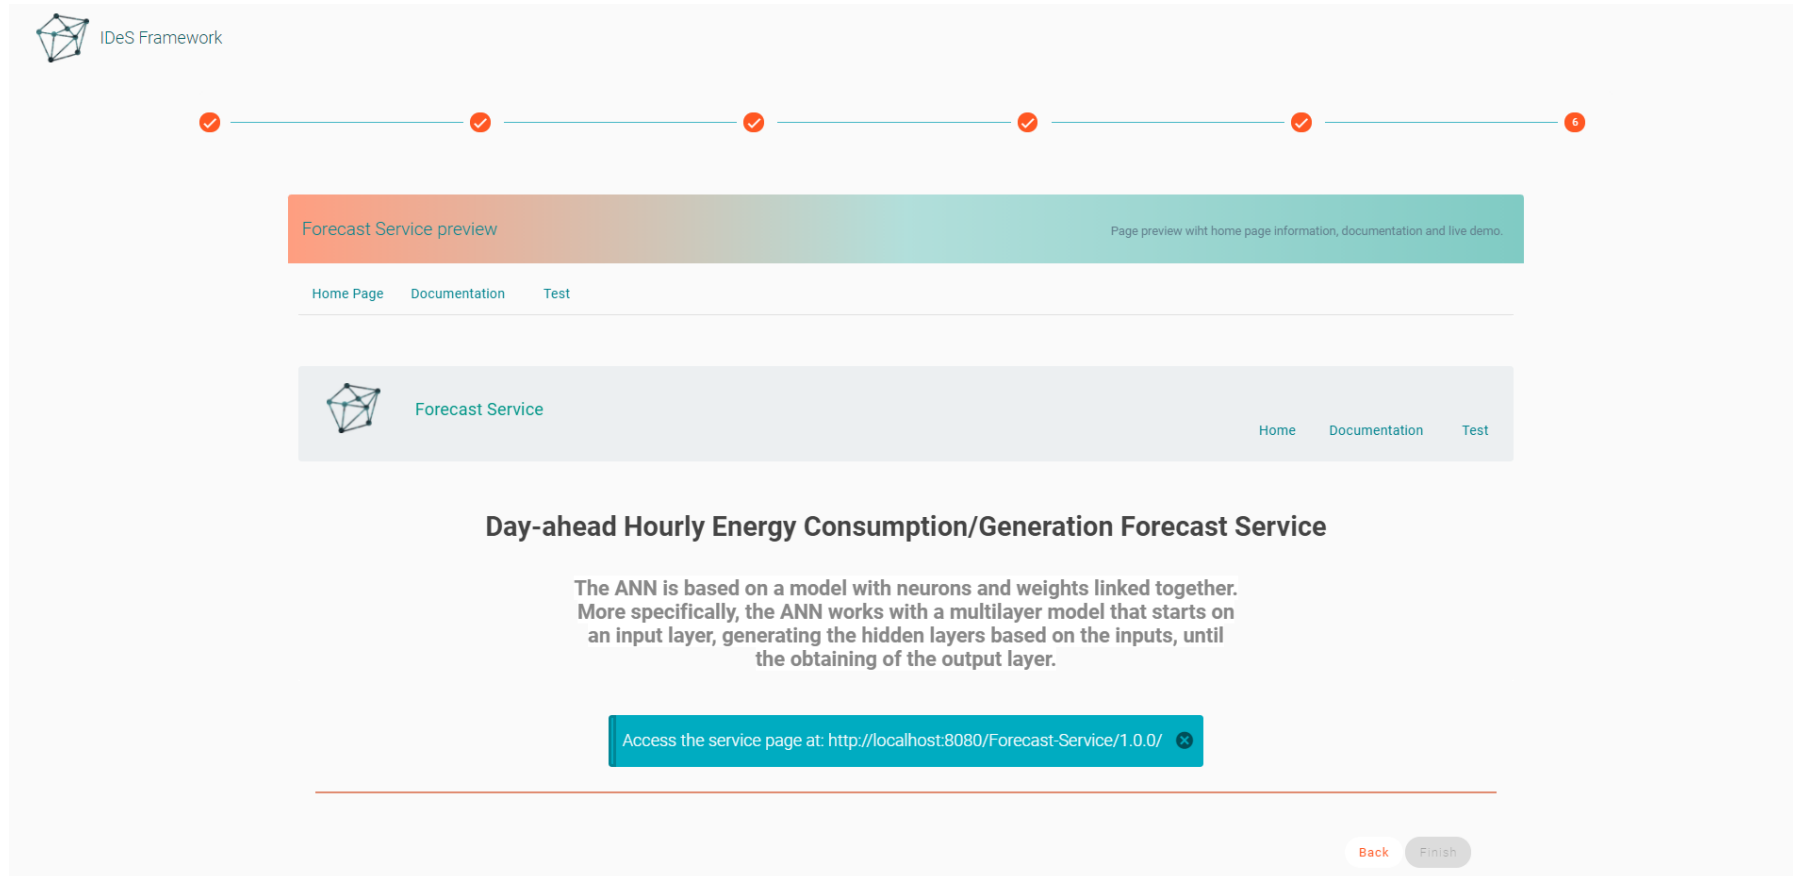 IDeS Framework
6
Forecast Service preview
Page preview wiht home page information, documentation and live demo.
Home Page Documentation Test
Forecast Service
Home Documentation Test
Day-ahead Hourly Energy Consumption/Generation Forecast Service
The ANN is based on a model with neurons and weights linked together.
More specifically, the ANN works with a multilayer model that starts on
an input layer, generating the hidden layers based on the inputs, until
the obtaining of the output layer.
Access the service page at: http://localhost:8080/Forecast-Service/1.0.0/
Back Finish